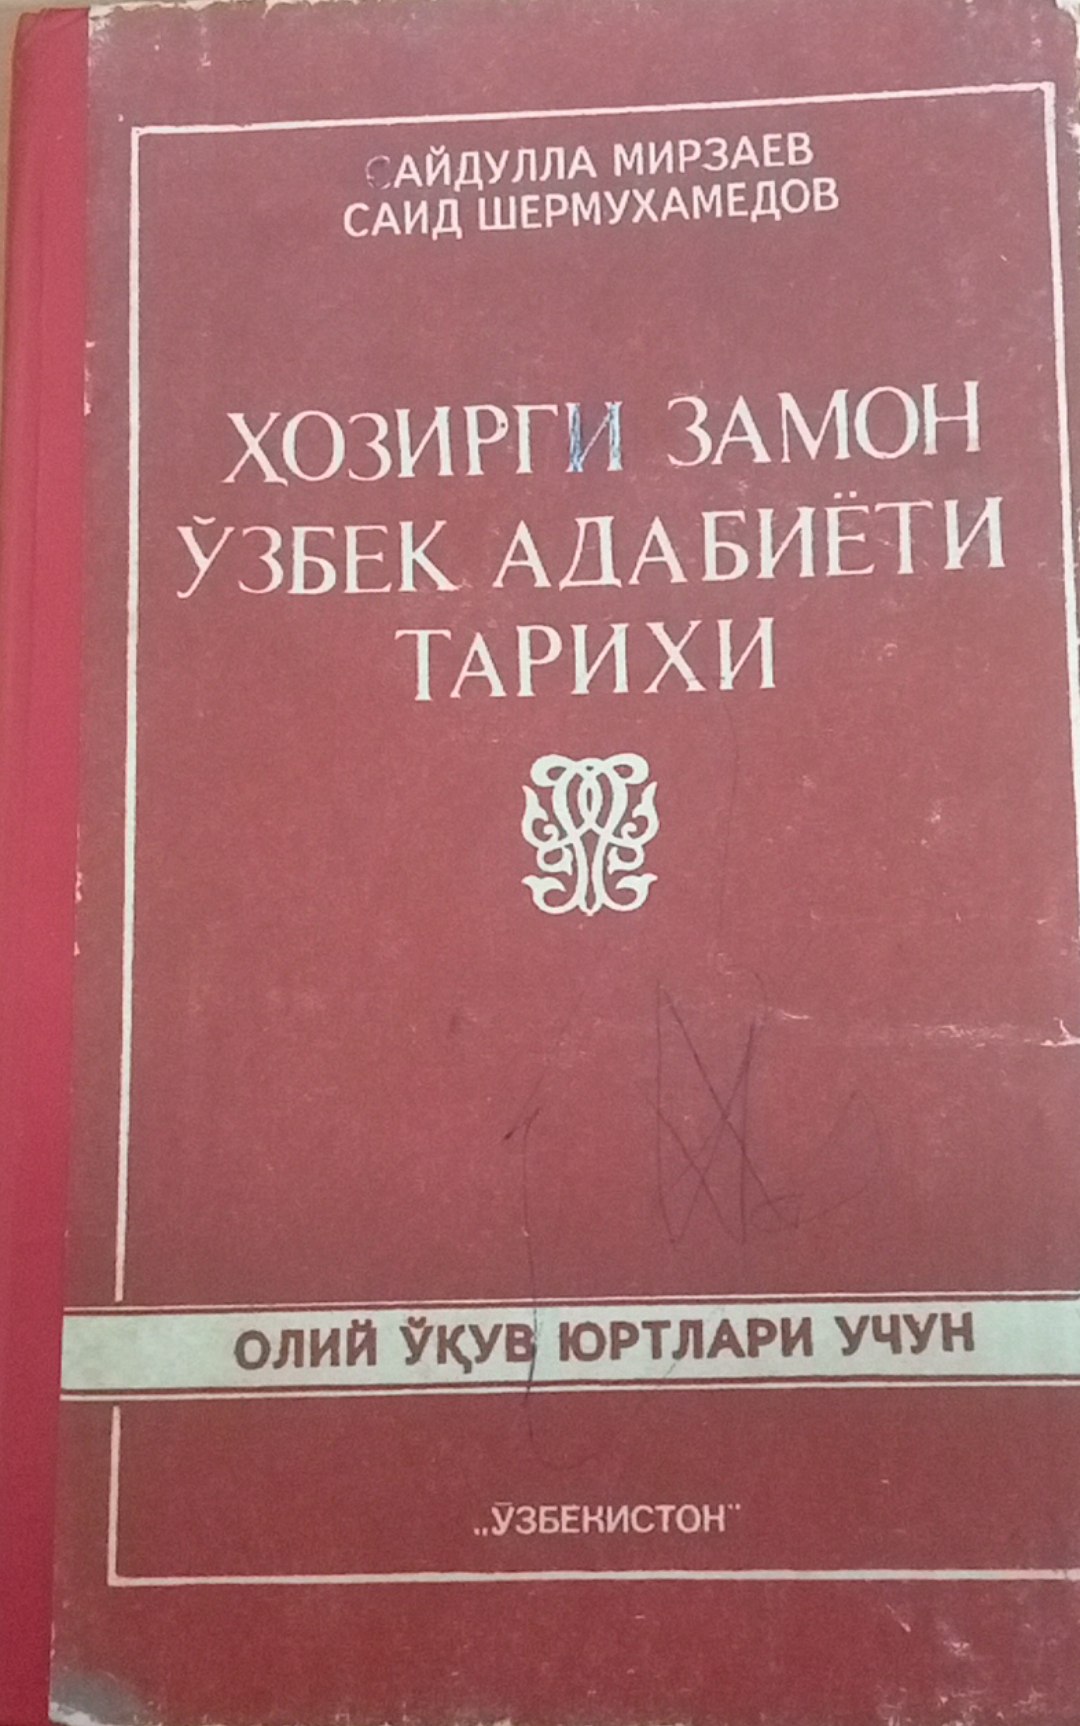 САЙДУЛЛА МИРЗАЕВ
САИД ШЕРМУХАМЕДОВ
ҲОЗИРГИ ЗАМОН
ЎЗБЕК АДАБИЁТИ
ТАРИХИ
ОЛИЙ ЎҚУВ ЮРТЛАРИ УЧУН
„ЎЗБЕКИСТОН"